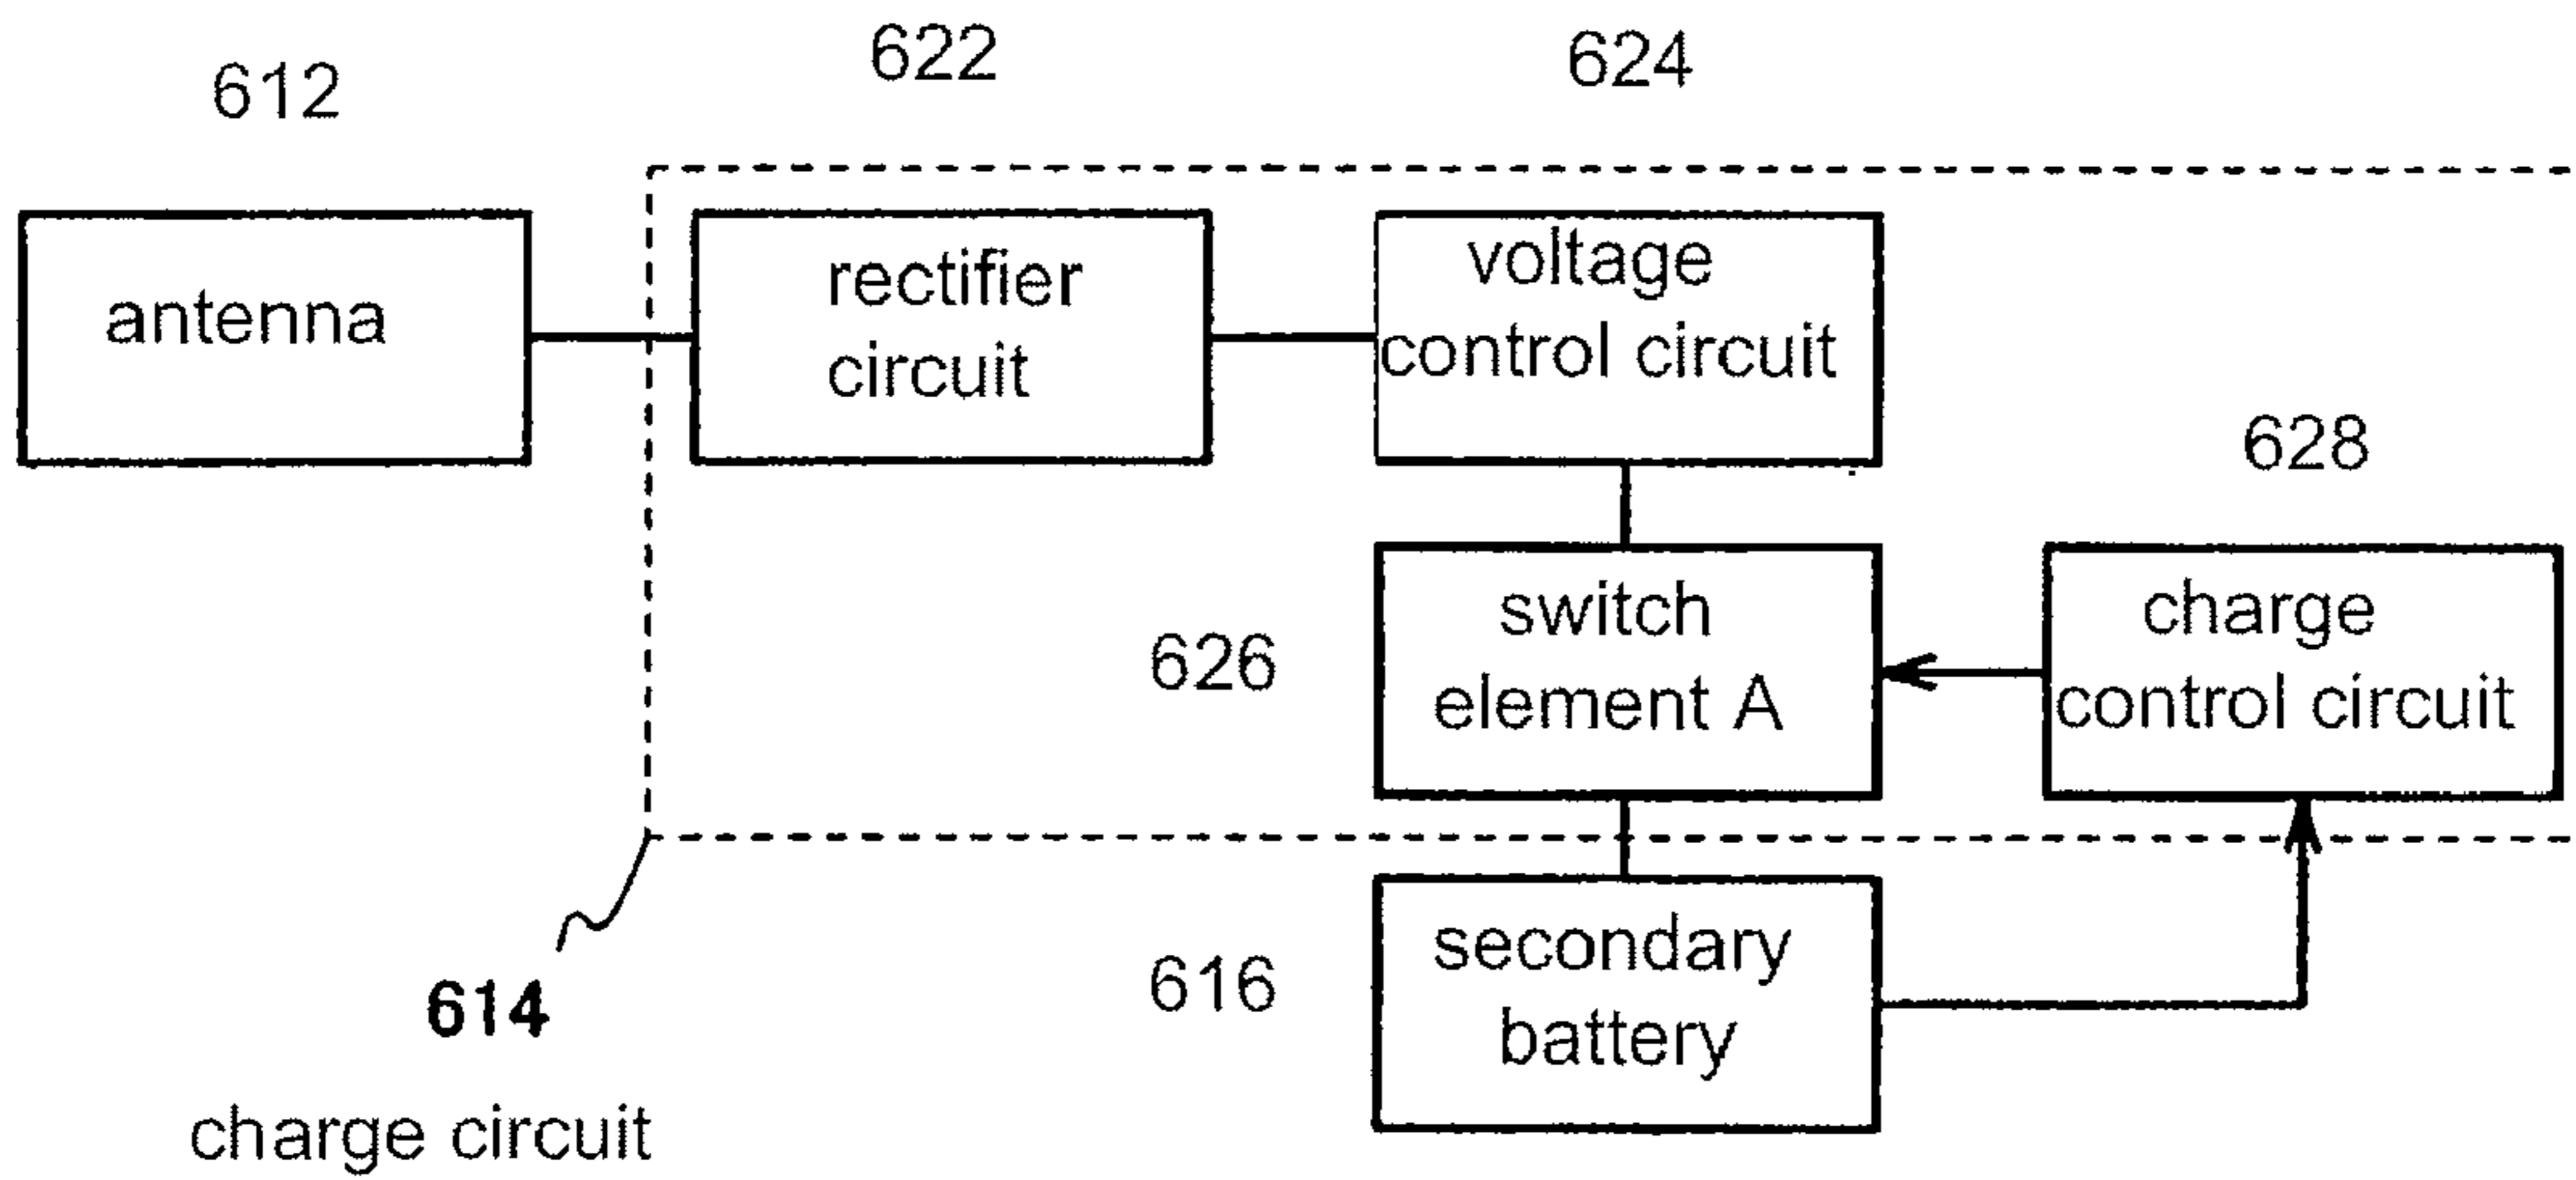 612
622
624
antenna
rectifier
circuit
voltage
control circuit
628
626
switch
element A
charge
control circuit
616
secondary
battery
614
charge circuit